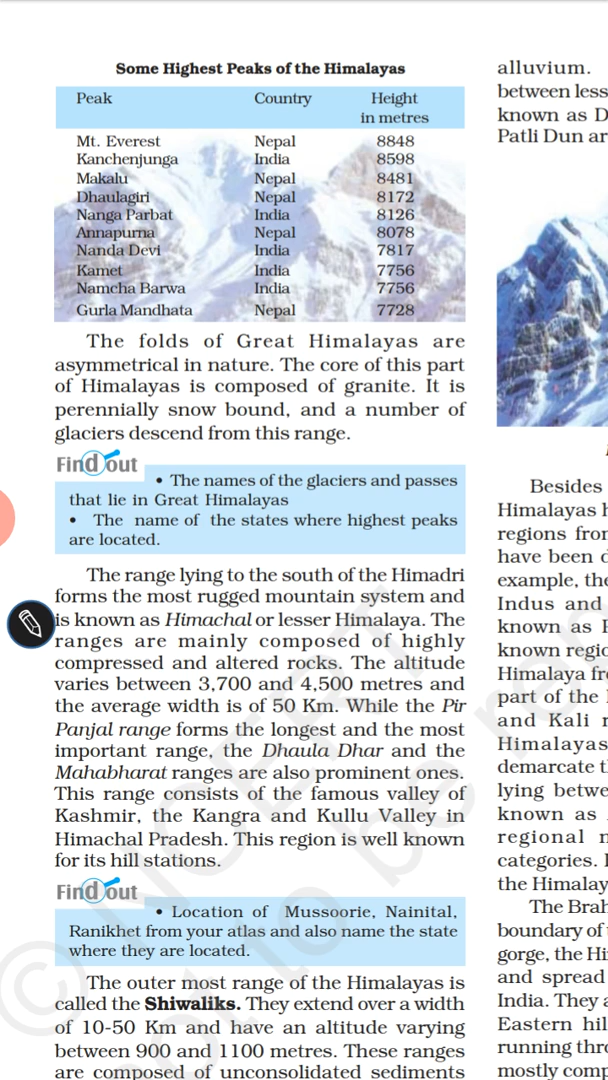 Some Highest Peaks of the Himalayas
Peak Country Height
in metres
Mt. Everest Nepal 8848
Kanchenjunga India 8598
Makalu Nepal 8481
Dhaulagiri Nepal 8172
Nanga Parbat India 8126
Annapurna Nepal 8078
Nanda Devi India 7817
Kamet India 7756
Namcha Barwa India 7756
Gurla Mandhata Nepal 7728
The folds of Great Himalayas are
asymmetrical in nature. The core of this part
of Himalayas is composed of granite. It is
perennially snow bound, and a number of
glaciers descend from this range.
Find out
• The names of the glaciers and passes
that lie in Great Himalayas
• The name of the states where highest peaks
are located.
The range lying to the south of the Himadri
forms the most rugged mountain system and
is known as Himachal or lesser Himalaya. The
ranges are mainly composed of highly
compressed and altered rocks. The altitude
varies between 3,700 and 4,500 metres and
the average width is of 50 Km. While the Pir
Panjal range forms the longest and the most
important range, the Dhaula Dhar and the
Mahabharat ranges are also prominent ones.
This range consists of the famous valley of
Kashmir, the Kangra and Kullu Valley in
Himachal Pradesh. This region is well known
for its hill stations.
Find out
• Location of Mussoorie, Nainital,
Ranikhet from your atlas and also name the state
where they are located.
The outer most range of the Himalayas is
called the Shiwaliks. They extend over a width
of 10-50 Km and have an altitude varying
between 900 and 1100 metres. These ranges
are composed of unconsolidated sediments
alluvium.
between less
known as D
Patli Dun ar
Besides
Himalayas h
regions fror
have been d
example, the
Indus and
known as
known regio
Himalaya fr
part of the
and Kali r
Himalayas
demarcate t
lying betwe
known as
regional n
categories.
the Himalay
The Brah
boundary of
gorge, the Hi
and spread
India. They a
Eastern hil
running thr
mostly comp
© NCERT
not to be rep